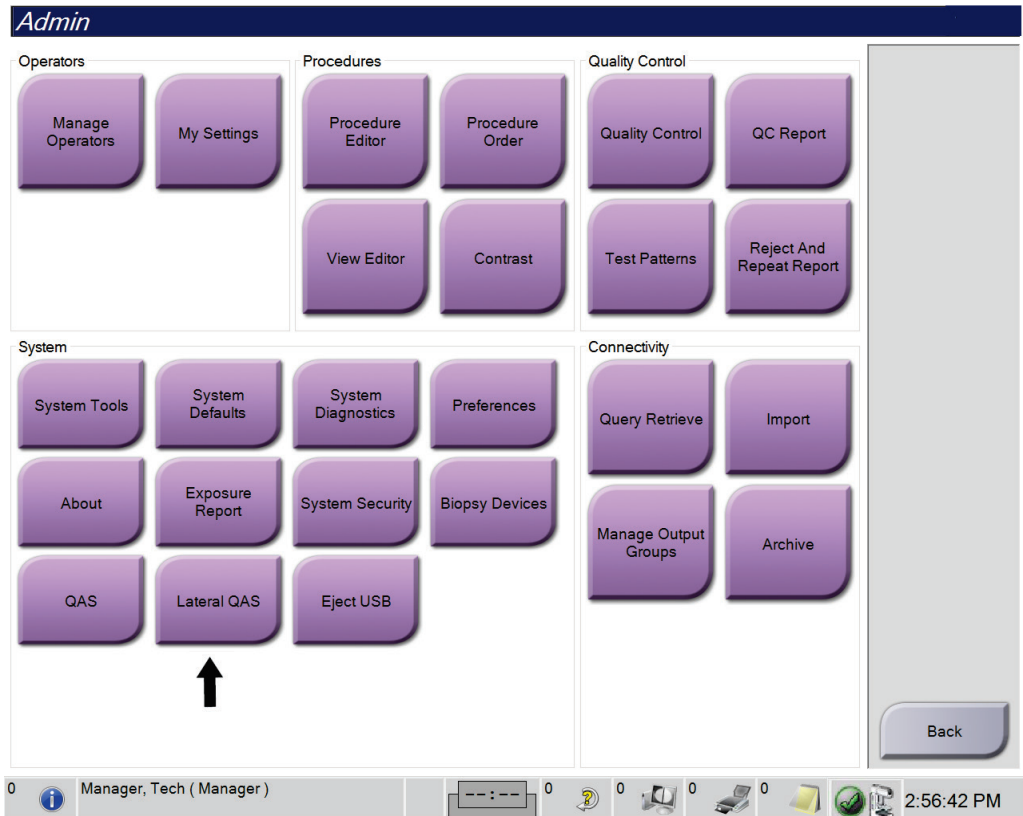 Admin
Operators
Manage
Operators
My Settings
Procedures
Procedure
Editor
Procedure
Order
View Editor
Contrast
Quality Control
Quality Control
QC Report
Test Patterns
Reject And
Repeat Report
System
System Tools
System
Defaults
System
Diagnostics
Preferences
About
Exposure
Report
System Security
Biopsy Devices
QAS
Lateral QAS
Eject USB
Connectivity
Query Retrieve
Import
Manage Output
Groups
Archive
Back
0
Manager, Tech ( Manager )
--:--
0
0
0
0
2:56:42 PM